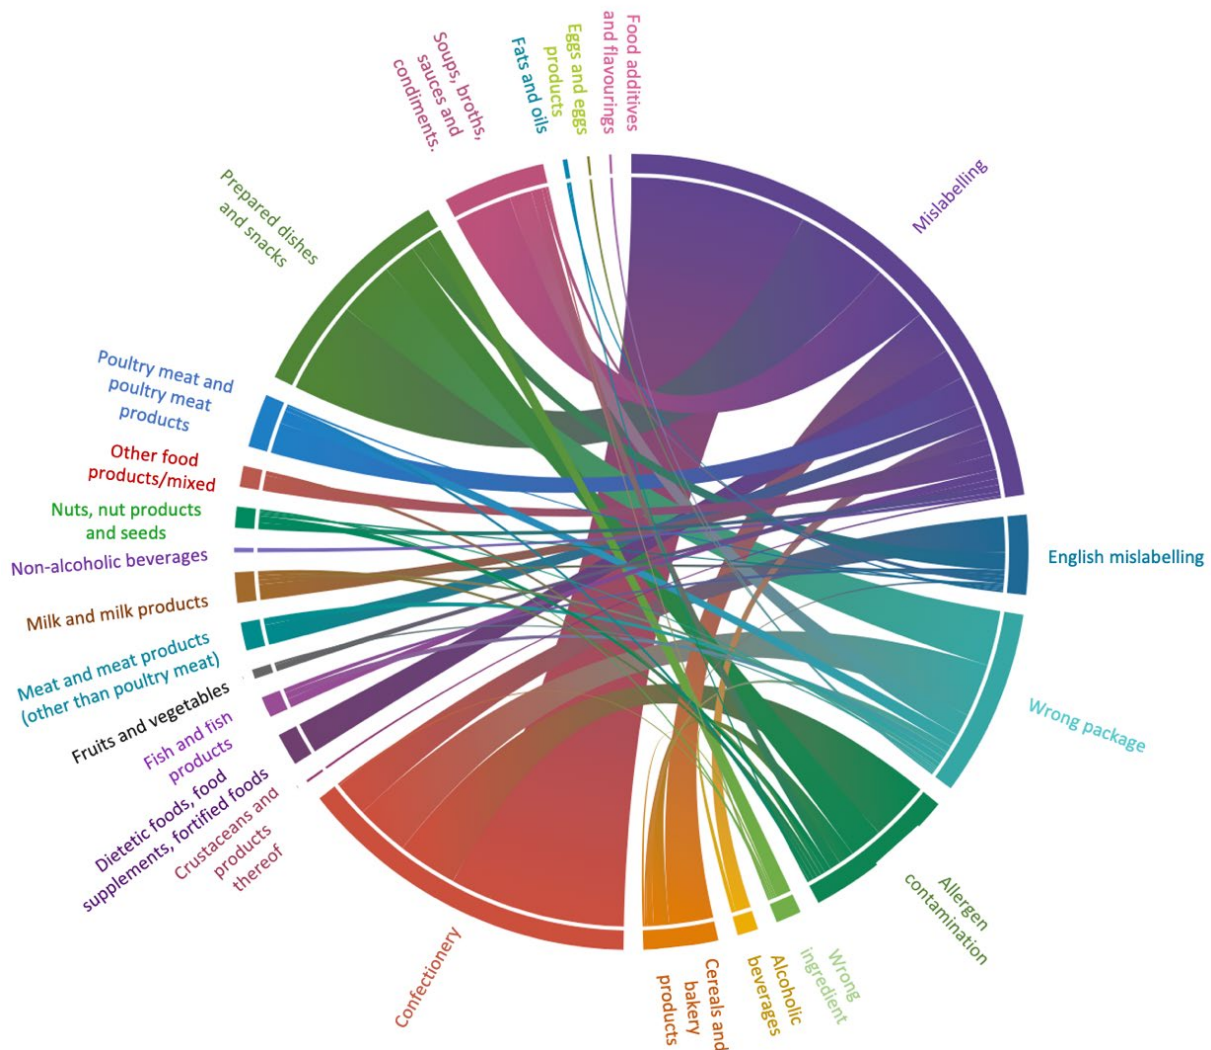 Food additives
and flavourings
Eggs and eggs
products
Fats and oils
Soups, broths,
sauces and
condiments.
Prepared dishes
and snacks
Poultry meat and
poultry meat
products
Other food
products/mixed
Nuts, nut products
and seeds
Non-alcoholic beverages
Milk and milk products
Meat and meat products
(other than poultry meat)
Fruits and vegetables
Fish and fish
products
Dietetic foods, food
supplements, fortified foods
Crustaceans and
products
thereof
Confectionery
Cereals and
bakery
products
Alcoholic
beverages
Wrong
ingredient
Allergen
contamination
Wrong package
English mislabelling
Mislabelling